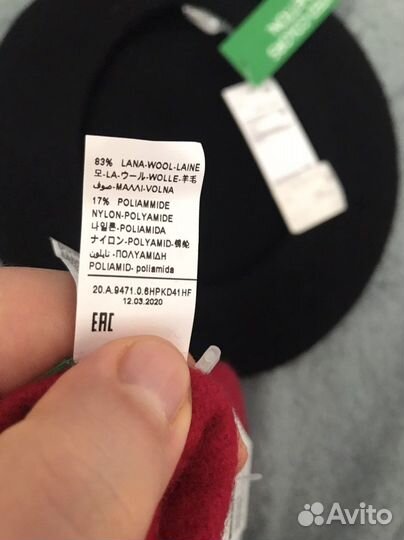 83% LANA-WOOL-LAINE
모-LA-ウール-WOLLE-羊毛
صوف-ΜΑΛΛΙ-VOLNA
17% POLIAMMIDE
NYLON-POLYAMIDE
나일론-POLIAMIDA
ナイロン-POLYAMID-锦纶
نايلون-ΠΟΛΥΑΜΙΔΗ
POLIAMID-poliamida
20.A.9471.0.6HPKD41HF
12.03.2020
EAC
Avito